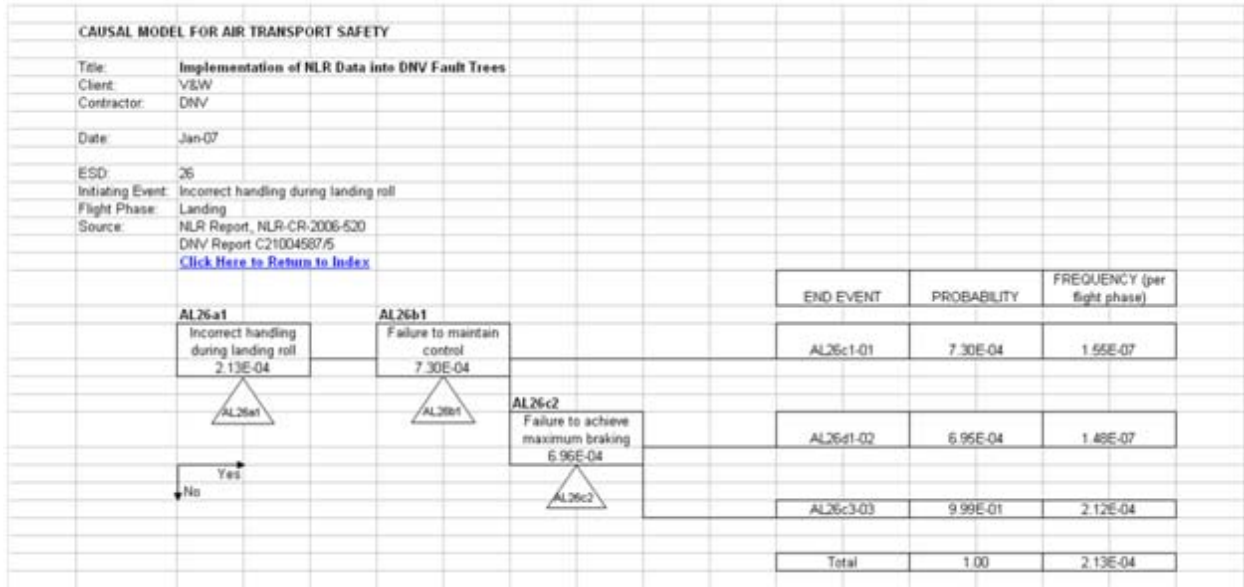 CAUSAL MODEL FOR AIR TRANSPORT SAFETY
Title: Implementation of NLR Data into DNV Fault Trees
Client: V&W
Contractor: DNV
Date: Jan-07
ESD: 26
Initiating Event: Incorrect handling during landing roll
Flight Phase: Landing
Source: NLR Report, NLR-CR-2006-520
DNV Report C21004587/5
Click Here to Return to Index
END EVENT PROBABILITY FREQUENCY (per flight phase)
AL26a1
Incorrect handling
during landing roll
2.13E-04
AL26a1
AL26b1
Failure to maintain
control
7.30E-04
AL26b1
AL26c1-01 7.30E-04 1.55E-07
AL26c2
Failure to achieve
maximum braking
6.96E-04
AL26c2
AL26d1-02 6.95E-04 1.48E-07
Yes
No
AL26c3-03 9.99E-01 2.12E-04
Total 1.00 2.13E-04